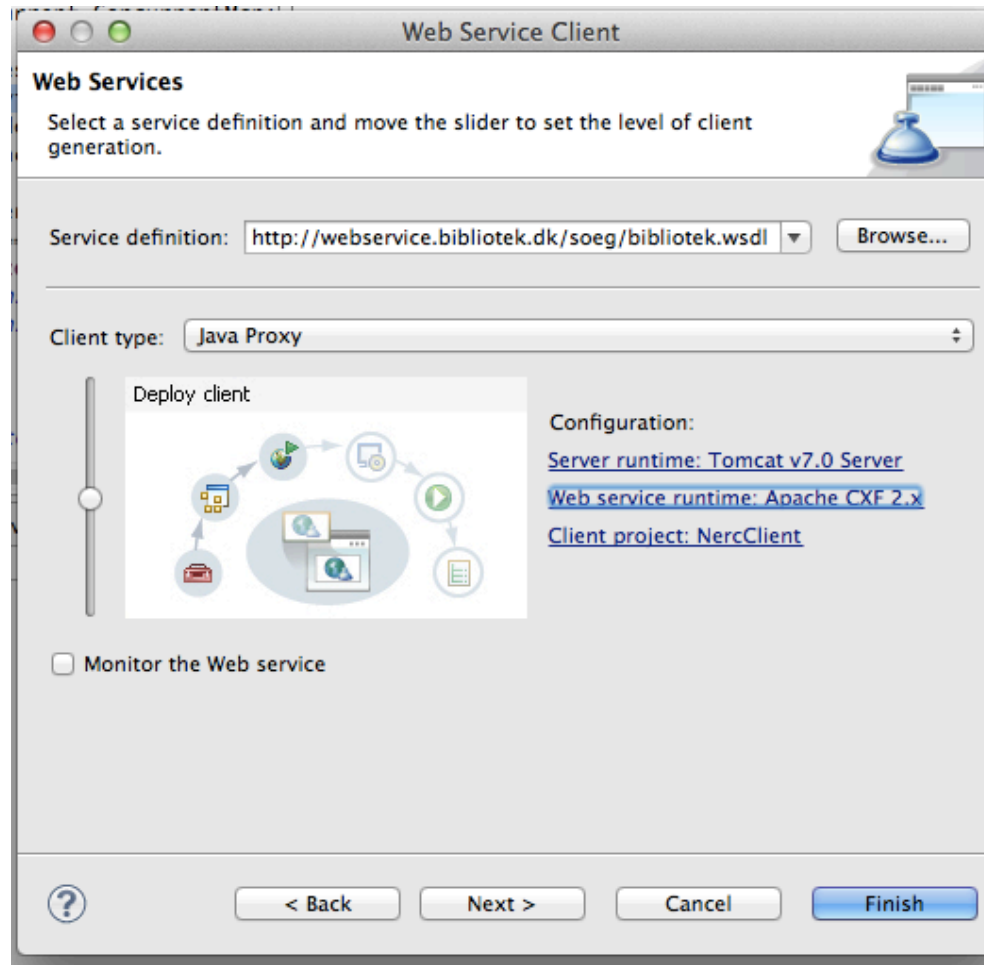 Web Service Client
Web Services
Select a service definition and move the slider to set the level of client
generation.
Service definition: http://webservice.bibliotek.dk/soeg/bibliotek.wsdl Browse...
Client type: Java Proxy
Deploy client
Configuration:
Server runtime: Tomcat v7.0 Server
Web service runtime: Apache CXF 2.x
Client project: NercClient
Monitor the Web service
? < Back Next > Cancel Finish